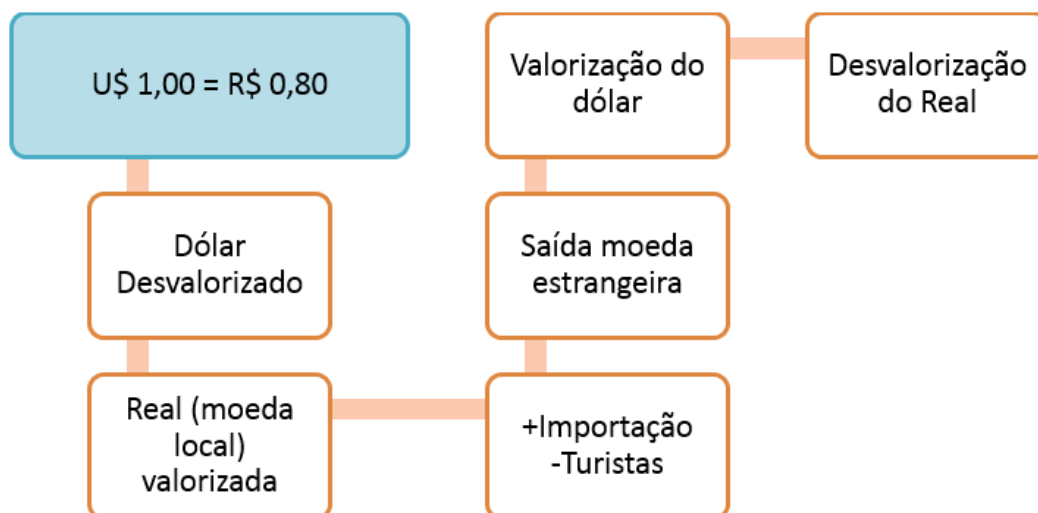 U$ 1,00 = R$ 0,80
Dólar
Desvalorizado
Real (moeda
local)
valorizada
+Importação
-Turistas
Saída moeda
estrangeira
Valorização do
dólar
Desvalorização
do Real